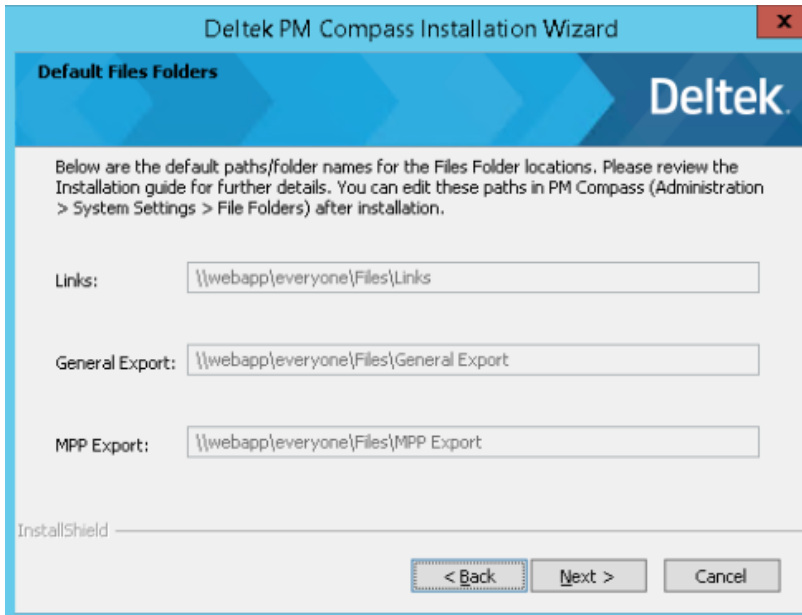 Deltek PM Compass Installation Wizard
x
Default Files Folders
Deltek.
Below are the default paths/folder names for the Files Folder locations. Please review the
Installation guide for further details. You can edit these paths in PM Compass (Administration
> System Settings > File Folders) after installation.
Links: \\webapp\everyone\Files\Links
General Export: \\webapp\everyone\Files\General Export
MPP Export: \\webapp\everyone\Files\MPP Export
InstallShield
< Back Next > Cancel